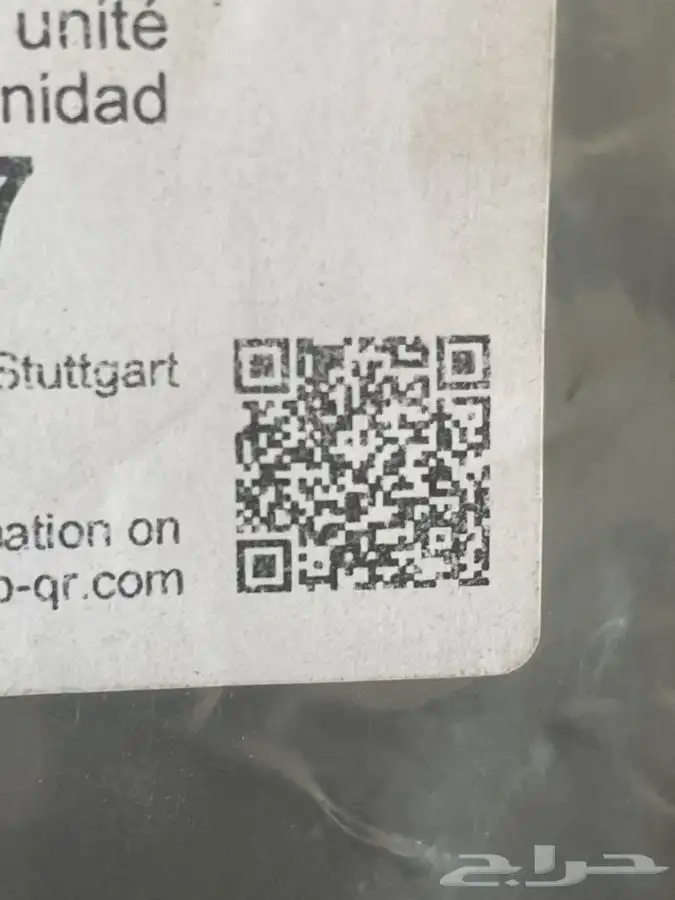 unité
nidad
7
Stuttgart
ation on
-qr.com
حراج